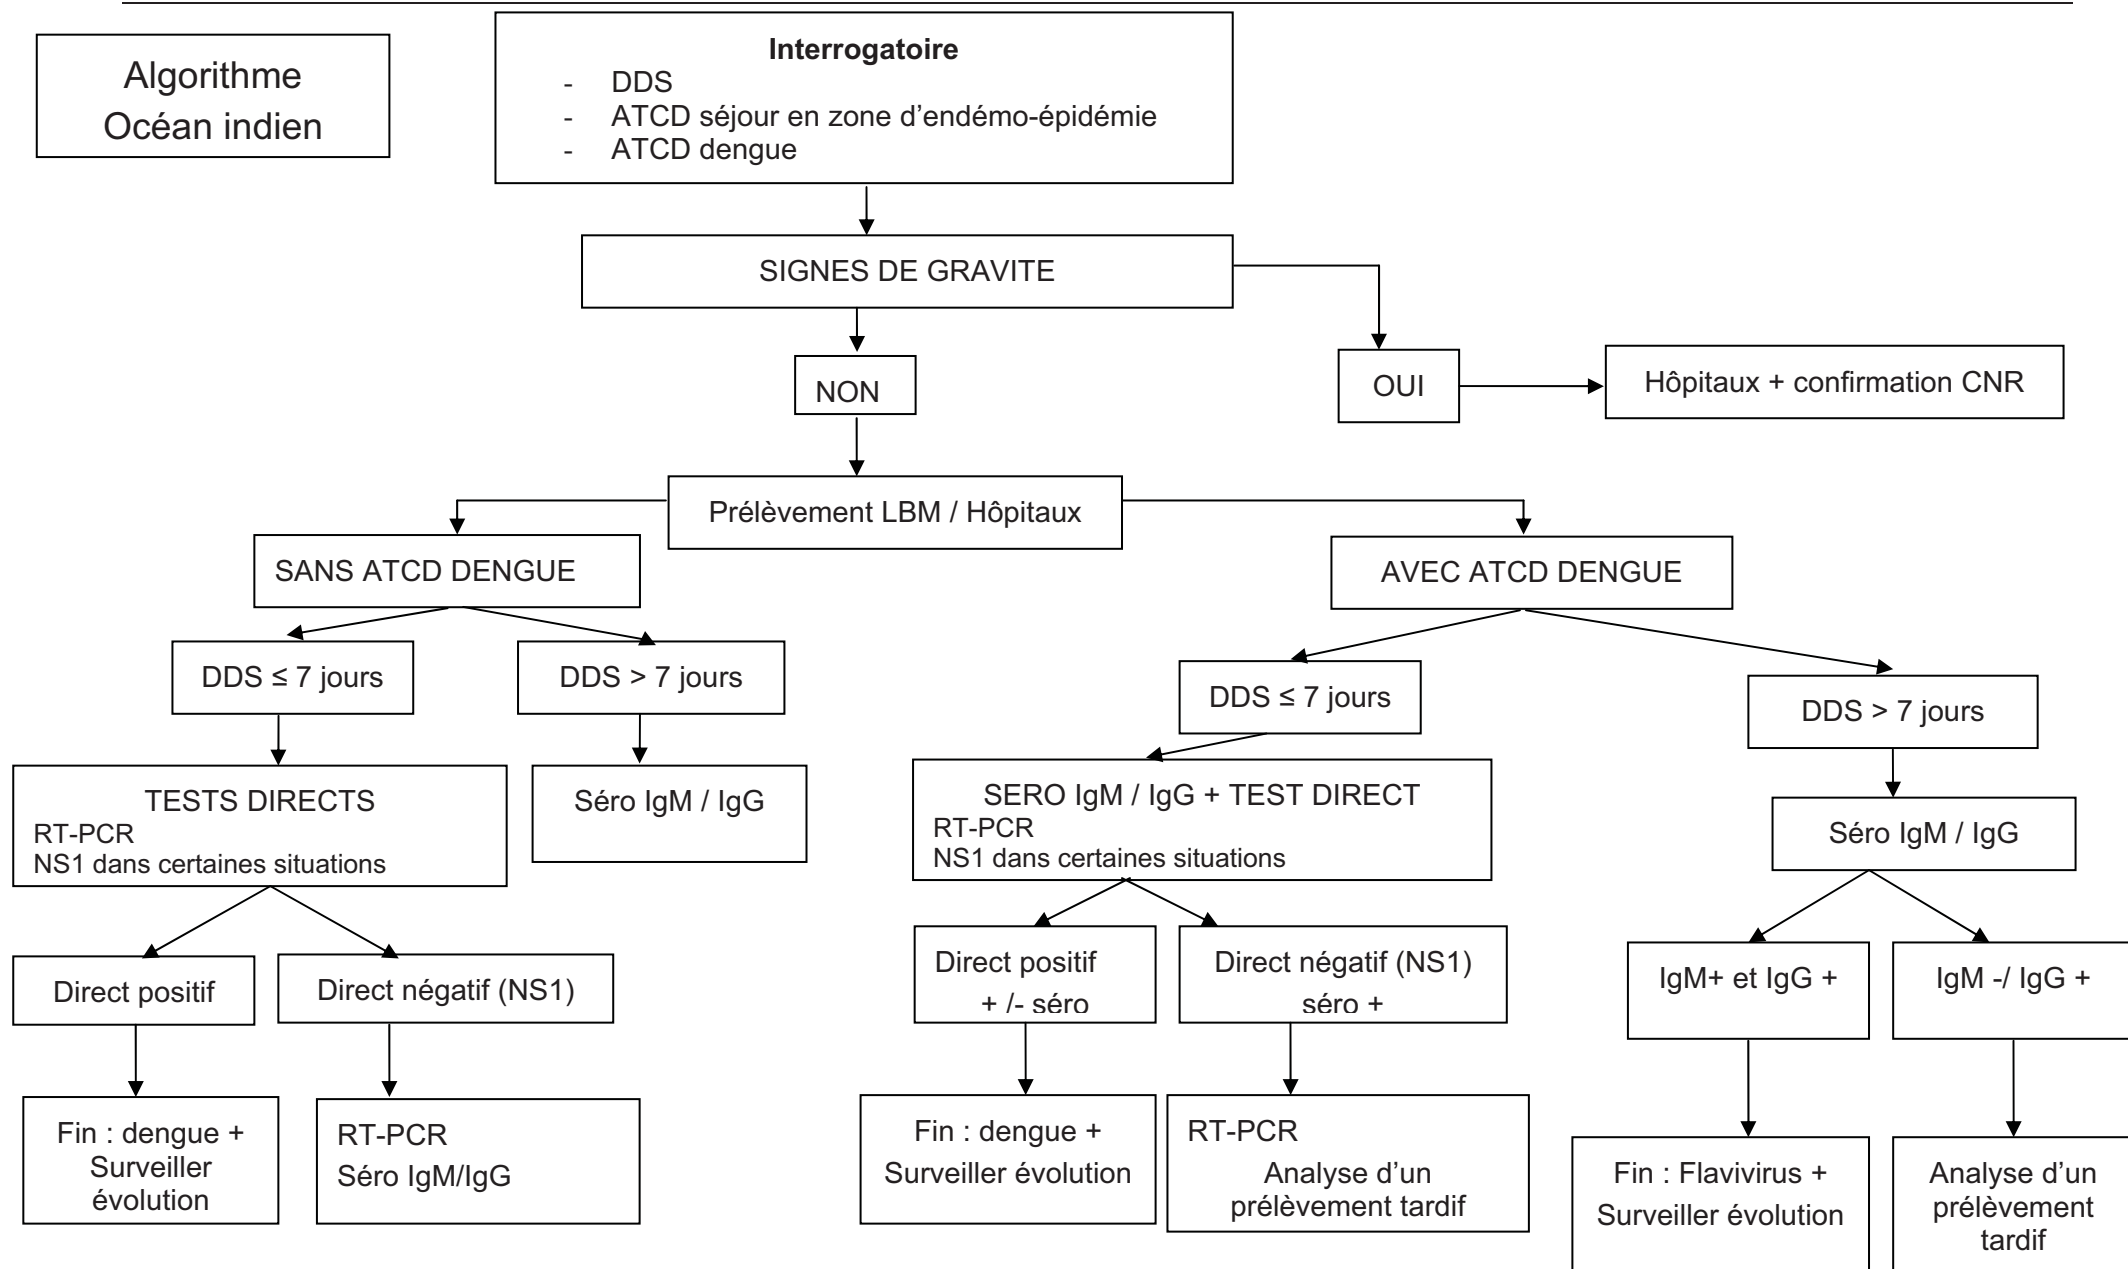 Algorithme
Océan indien
Interrogatoire
- DDS
- ATCD séjour en zone d'endémo-épidémie
- ATCD dengue
SIGNES DE GRAVITE
NON
OUI
Hôpitaux + confirmation CNR
Prélèvement LBM / Hôpitaux
SANS ATCD DENGUE
AVEC ATCD DENGUE
DDS ≤ 7 jours
DDS > 7 jours
DDS ≤ 7 jours
DDS > 7 jours
TESTS DIRECTS
RT-PCR
NS1 dans certaines situations
Séro IgM / IgG
SERO IgM / IgG + TEST DIRECT
RT-PCR
NS1 dans certaines situations
Séro IgM / IgG
Direct positif
Direct négatif (NS1)
Direct positif
+ /- séro
Direct négatif (NS1)
séro +
IgM+ et IgG +
IgM -/ IgG +
Fin : dengue +
Surveiller
évolution
RT-PCR
Séro IgM/IgG
Fin : dengue +
Surveiller évolution
RT-PCR
Analyse d'un
prélèvement tardif
Fin : Flavivirus +
Surveiller évolution
Analyse d'un
prélèvement
tardif